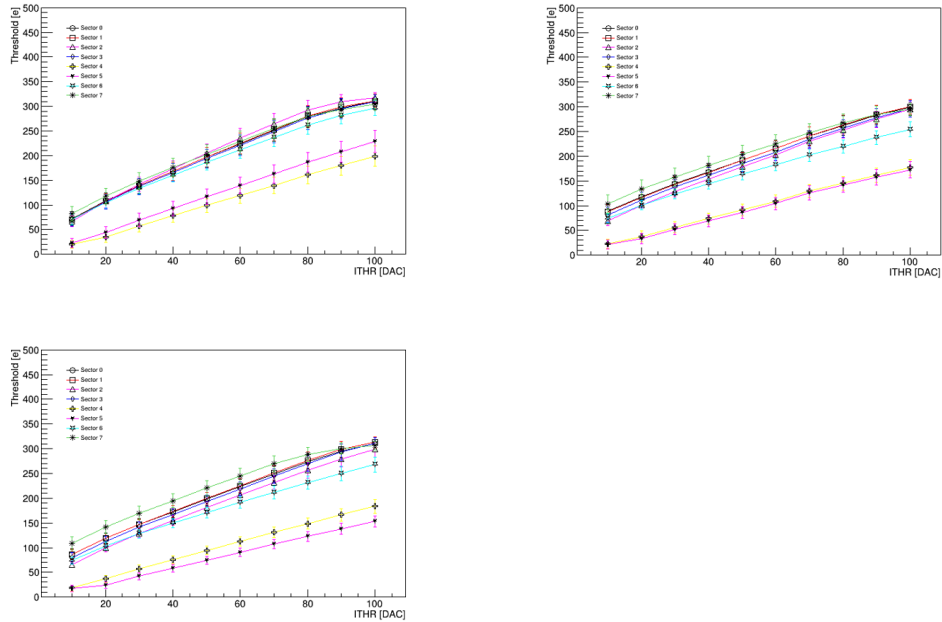 Threshold [e]
500
450
400
350
300
250
200
150
100
50
0
Sector 0
Sector 1
Sector 2
Sector 3
Sector 4
Sector 5
Sector 6
Sector 7
20 40 60 80 100
ITHR [DAC]
Threshold [e]
500
450
400
350
300
250
200
150
100
50
0
Sector 0
Sector 1
Sector 2
Sector 3
Sector 4
Sector 5
Sector 6
Sector 7
20 40 60 80 100
ITHR [DAC]
Threshold [e]
500
450
400
350
300
250
200
150
100
50
0
Sector 0
Sector 1
Sector 2
Sector 3
Sector 4
Sector 5
Sector 6
Sector 7
20 40 60 80 100
ITHR [DAC]